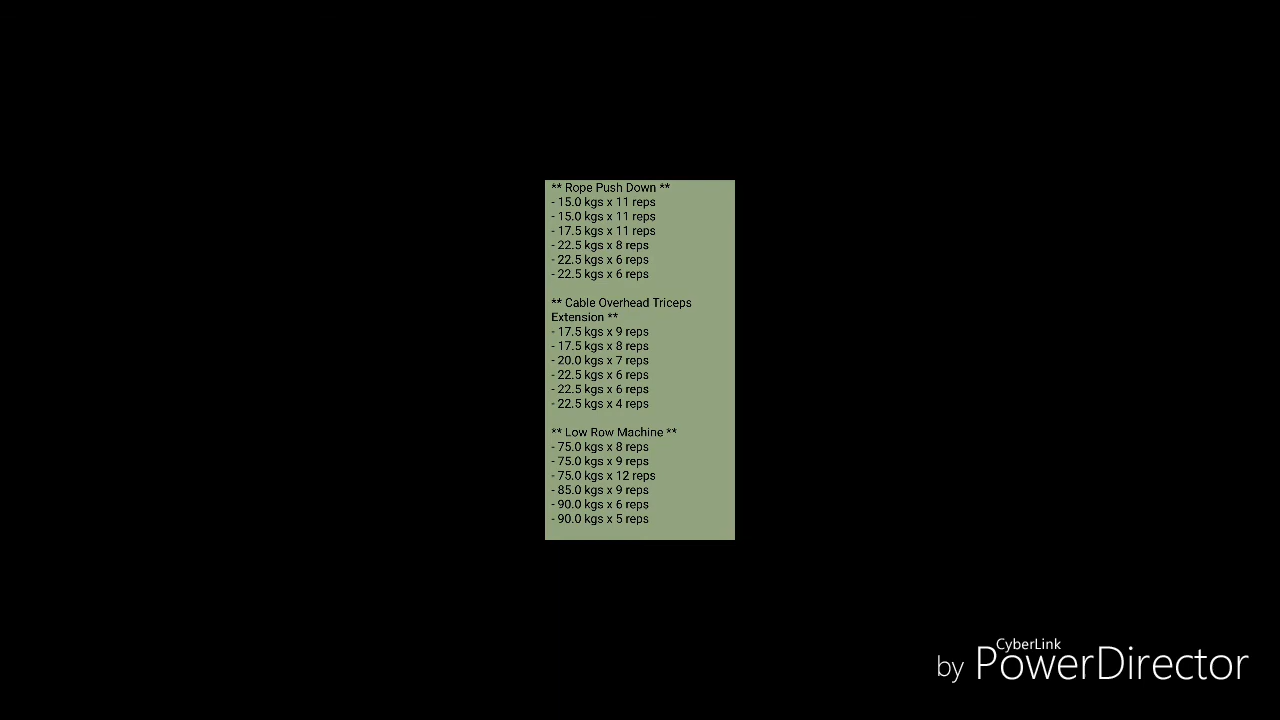 ** Rope Push Down **
- 15.0 kgs x 11 reps
- 15.0 kgs x 11 reps
- 17.5 kgs x 11 reps
- 22.5 kgs x 8 reps
- 22.5 kgs x 6 reps
- 22.5 kgs x 6 reps
** Cable Overhead Triceps
Extension **
- 17.5 kgs x 9 reps
- 17.5 kgs x 8 reps
- 20.0 kgs x 7 reps
- 22.5 kgs x 6 reps
- 22.5 kgs x 6 reps
- 22.5 kgs x 4 reps
** Low Row Machine **
- 75.0 kgs x 8 reps
- 75.0 kgs x 9 reps
- 75.0 kgs x 12 reps
- 85.0 kgs x 9 reps
- 90.0 kgs x 6 reps
- 90.0 kgs x 5 reps
CyberLink
by PowerDirector